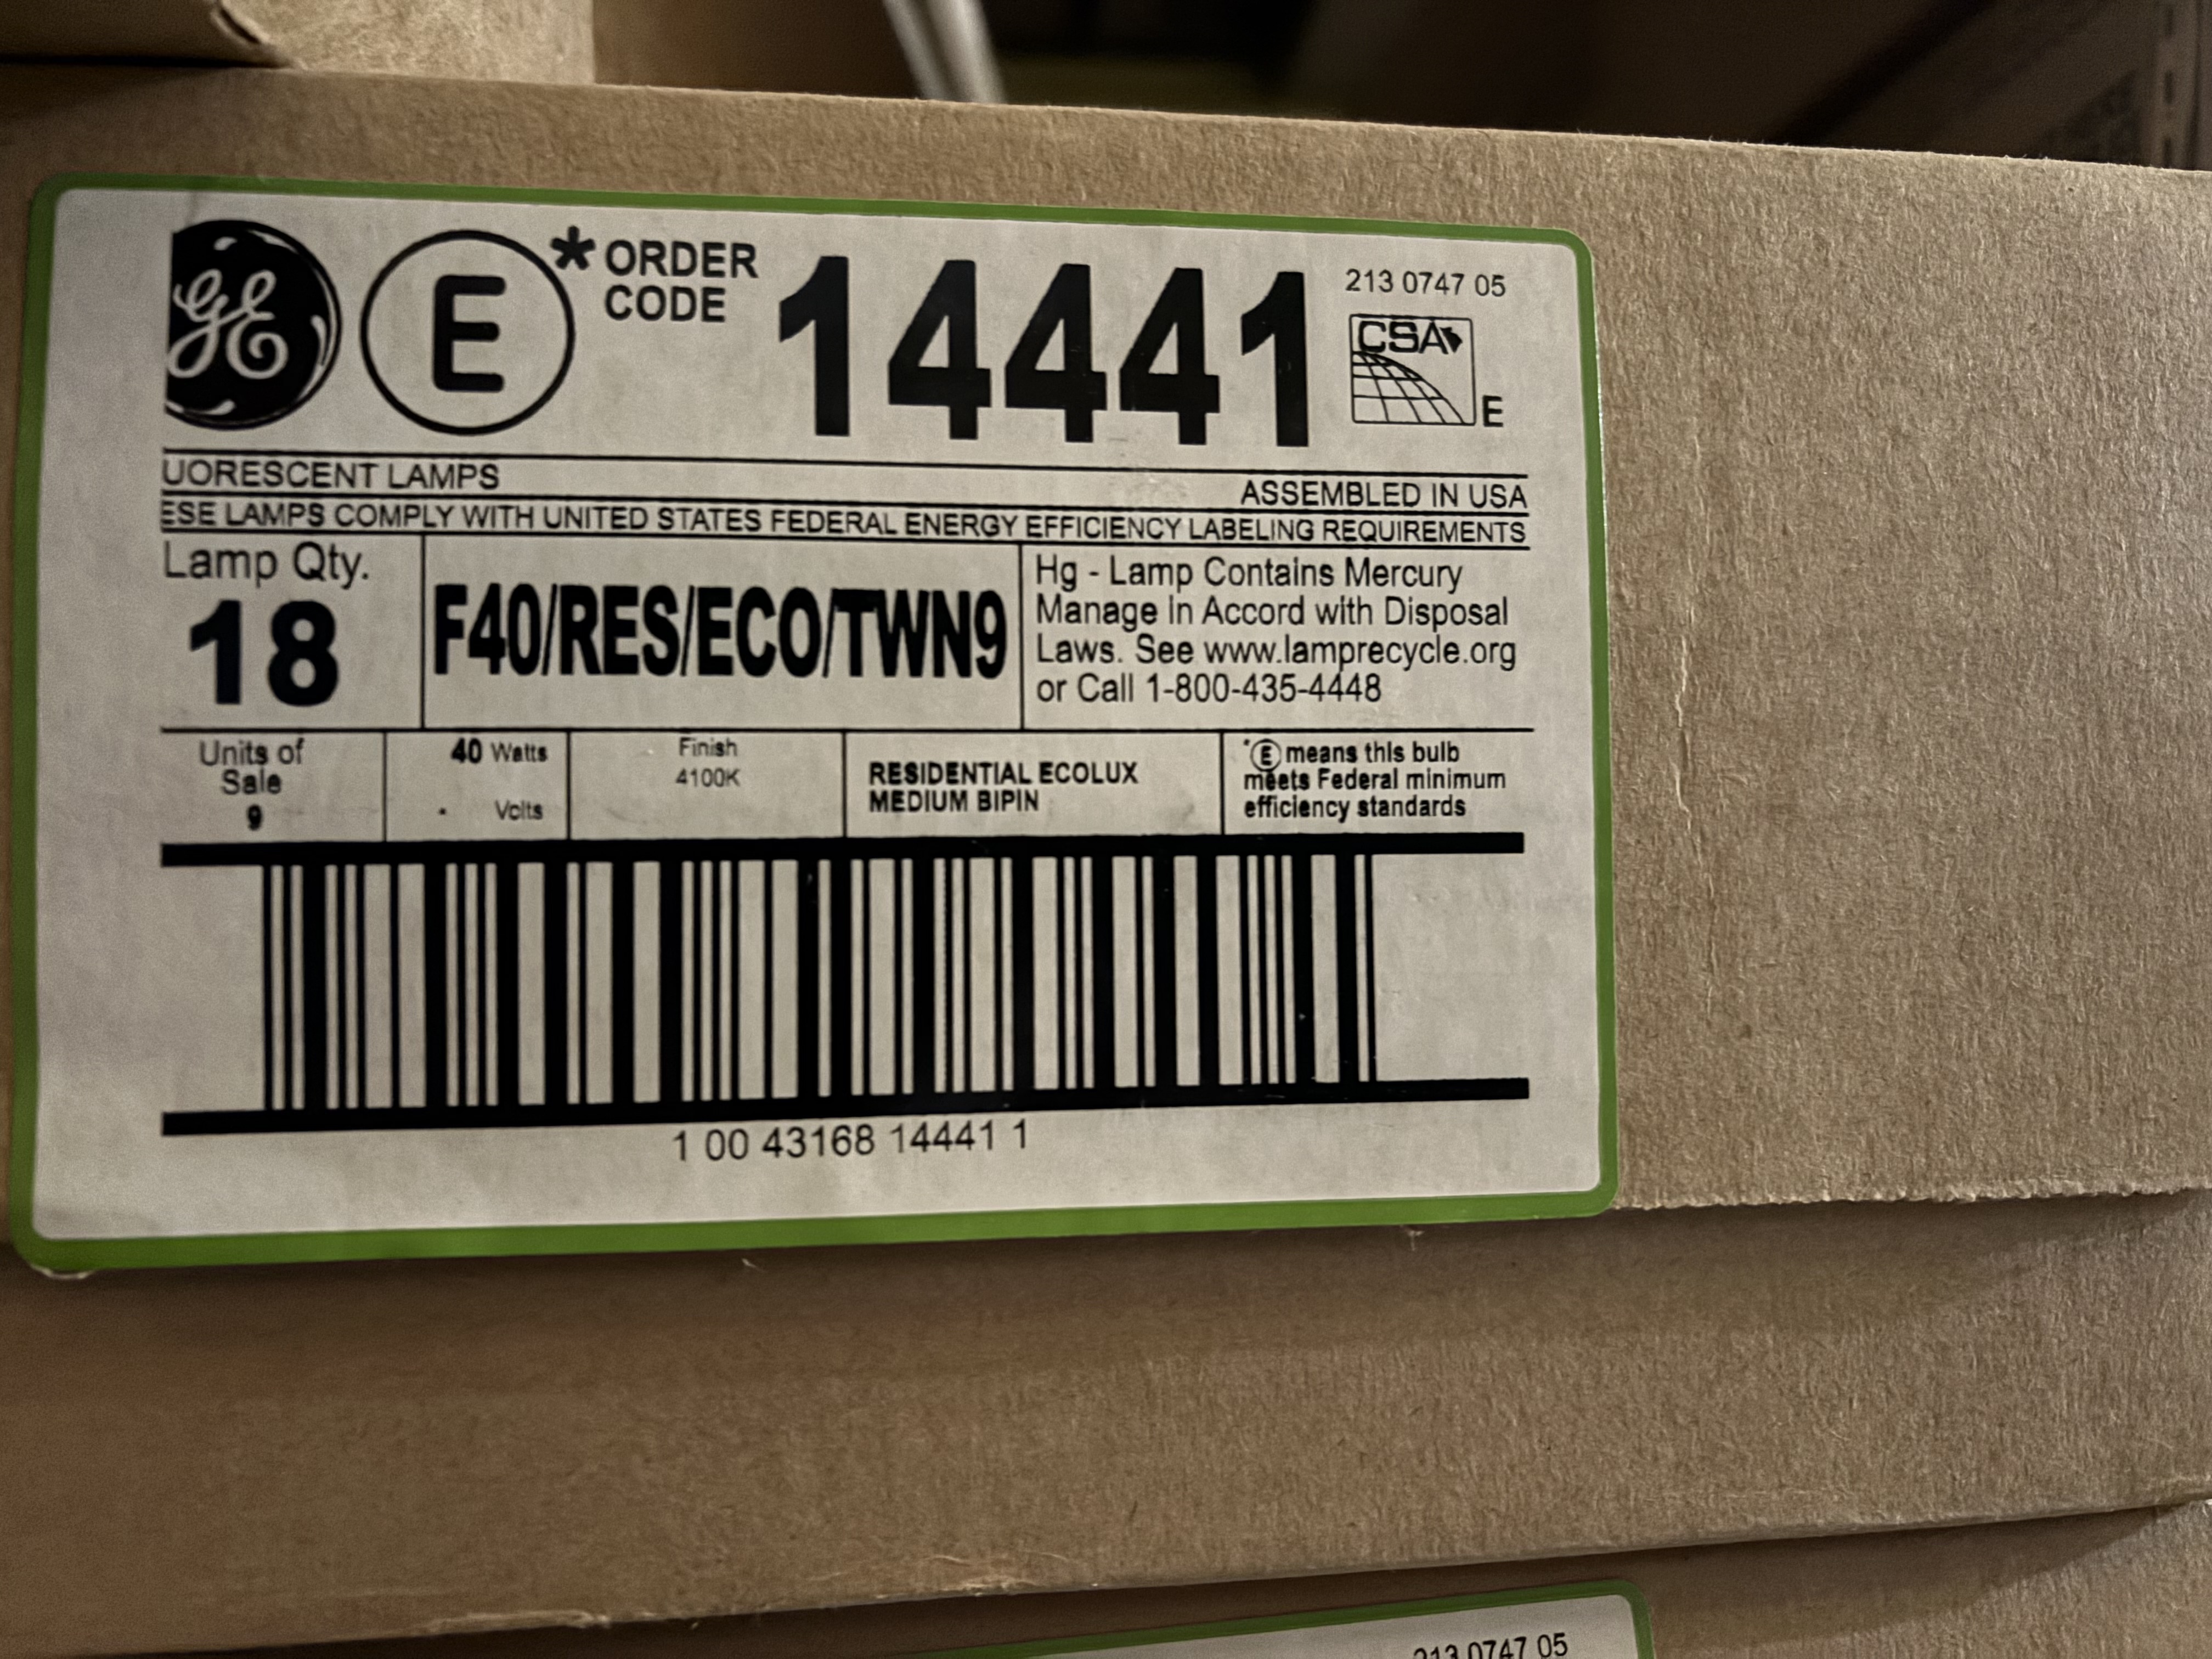 GE E * ORDER CODE 14441 213 0747 05
CSA E
UORESCENT LAMPS ASSEMBLED IN USA
ESE LAMPS COMPLY WITH UNITED STATES FEDERAL ENERGY EFFICIENCY LABELING REQUIREMENTS
Lamp Qty.
18
F40/RES/ECO/TWN9
Hg - Lamp Contains Mercury
Manage in Accord with Disposal
Laws. See www.lamprecycle.org
or Call 1-800-435-4448
Units of
Sale
9
40 Watts
. Volts
Finish
4100K
RESIDENTIAL ECOLUX
MEDIUM BIPIN
*E means this bulb
meets Federal minimum
efficiency standards
1 00 43168 14441 1
213 0747 05